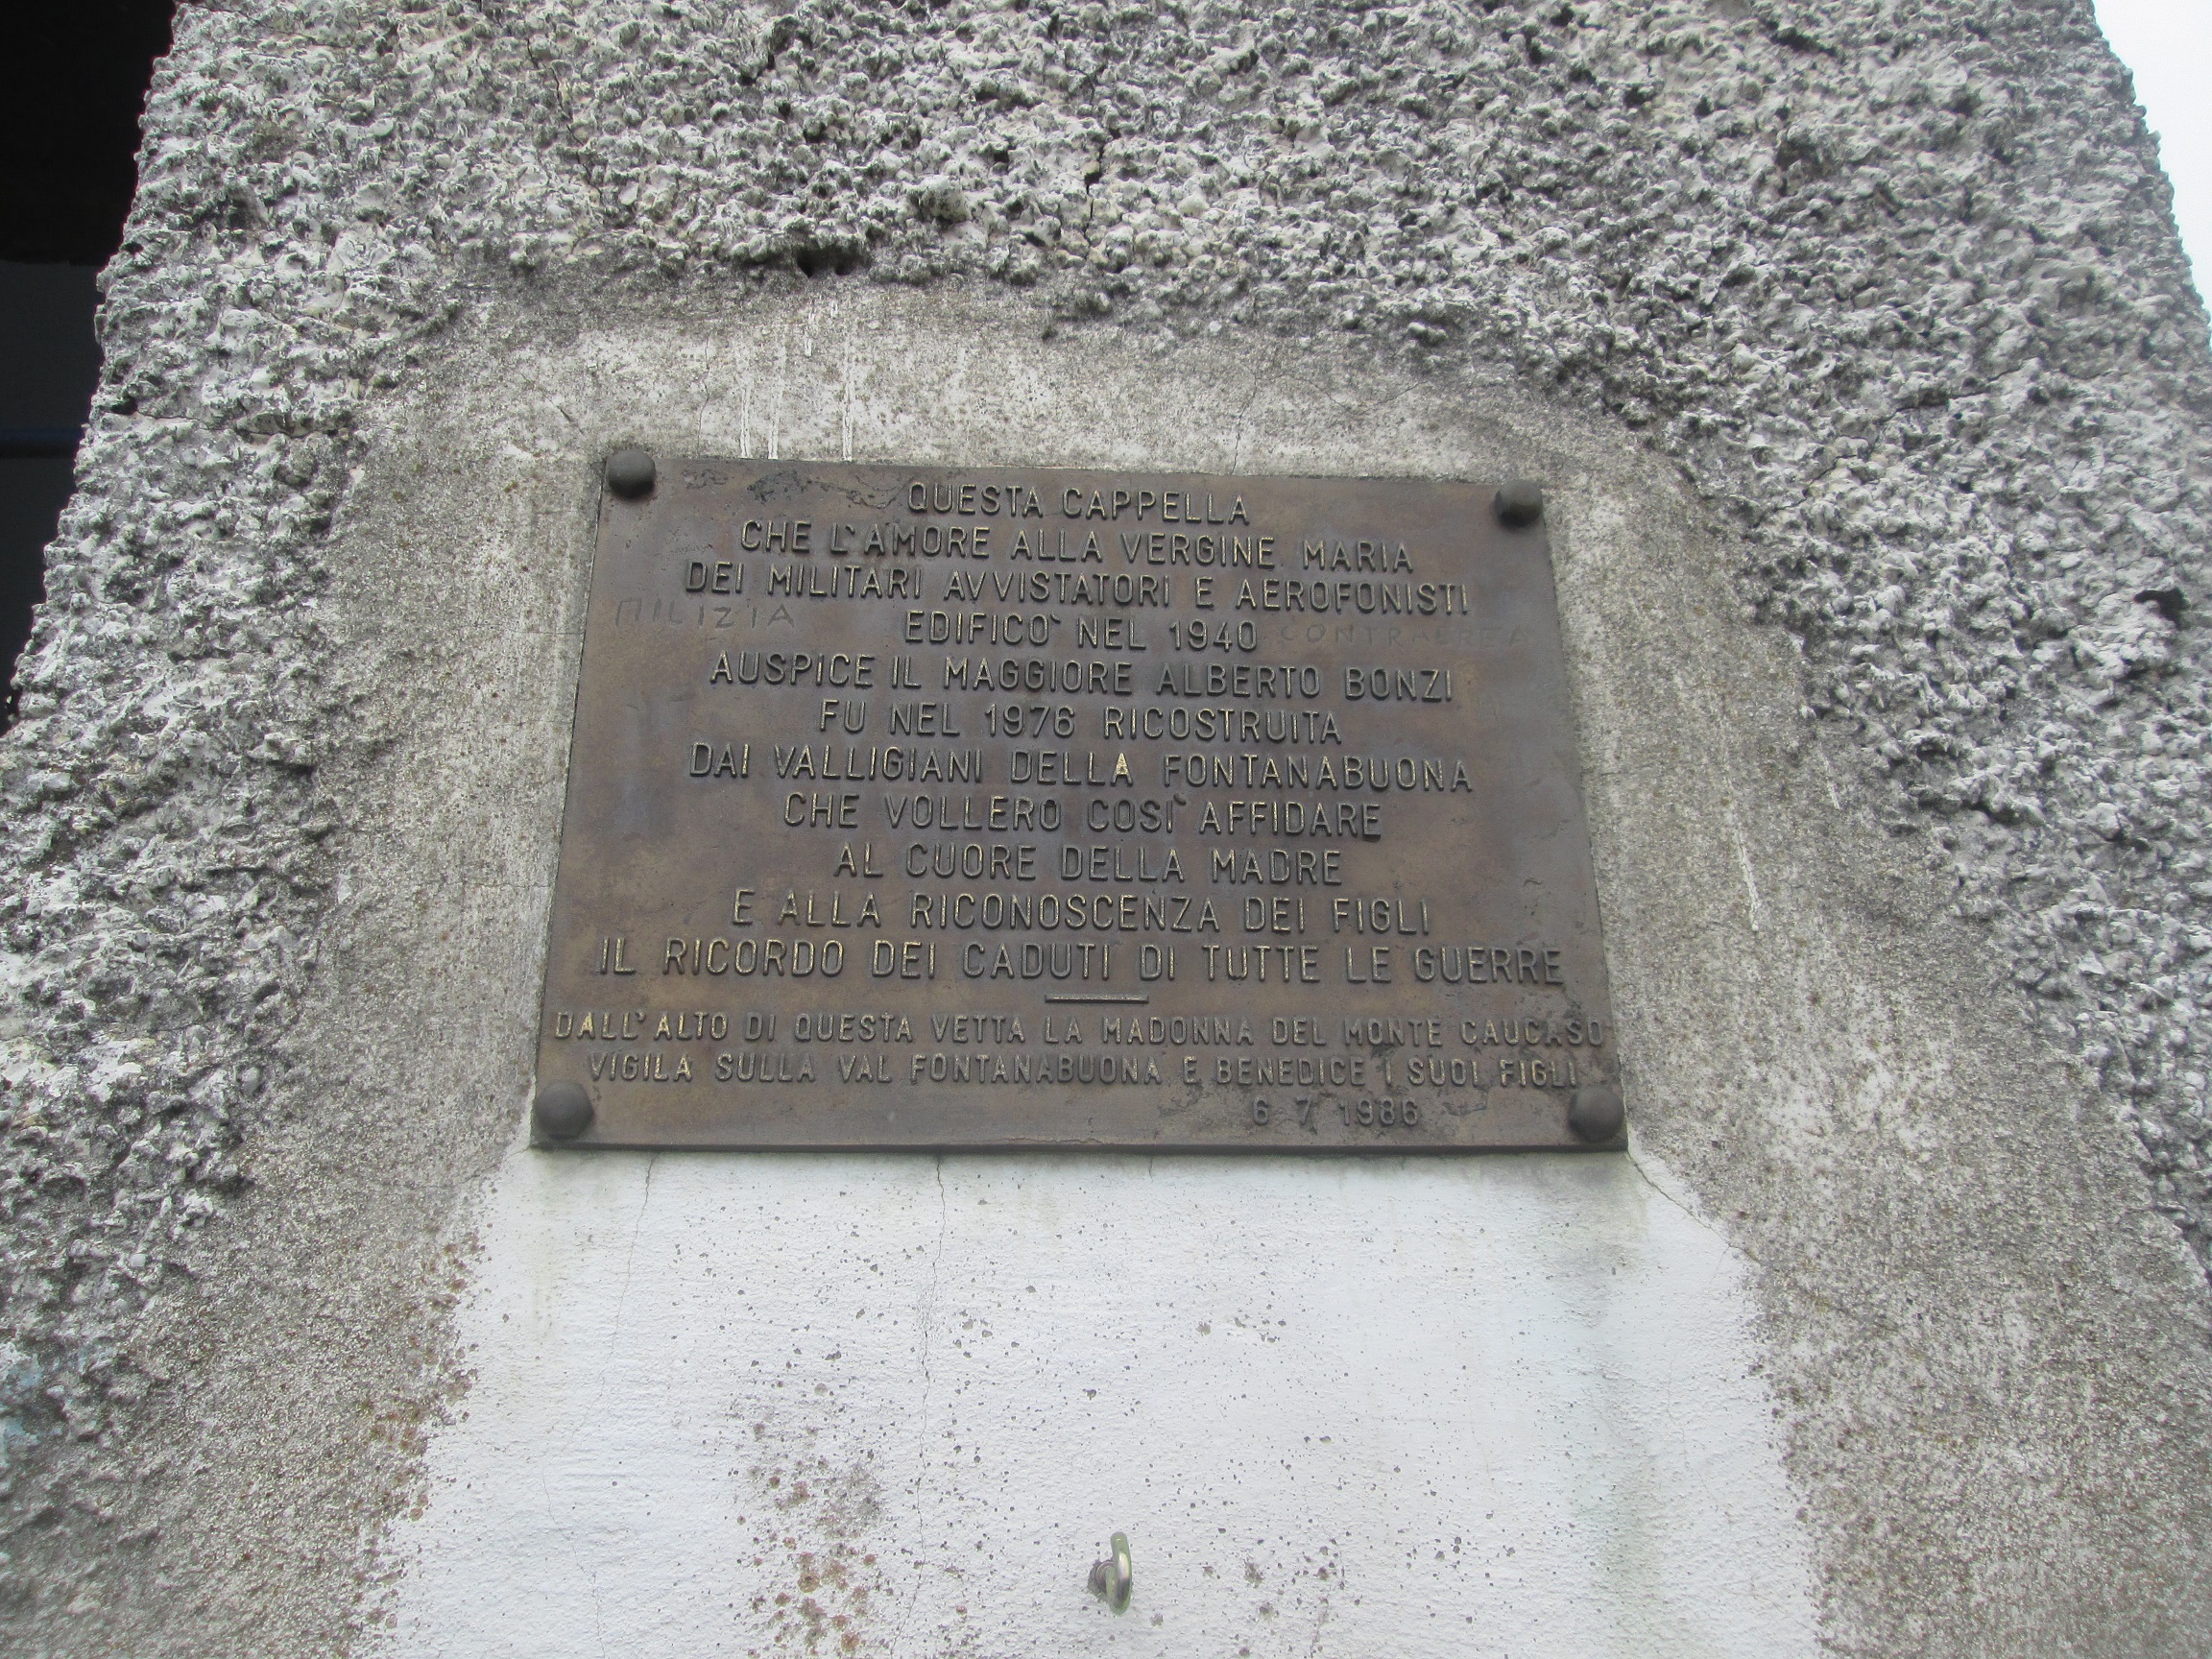 QUESTA CAPPELLA
CHE L'AMORE ALLA VERGINE MARIA
DEI MILITARI AVVISTATORI E AEROFONISTI
MILIZIA EDIFICO' NEL 1940 CONTRAEREA
AUSPICE IL MAGGIORE ALBERTO BONZI
FU NEL 1976 RICOSTRUITA
DAI VALLIGIANI DELLA FONTANABUONA
CHE VOLLERO COSI' AFFIDARE
AL CUORE DELLA MADRE
E ALLA RICONOSCENZA DEI FIGLI
IL RICORDO DEI CADUTI DI TUTTE LE GUERRE
DALL'ALTO DI QUESTA VETTA LA MADONNA DEL MONTE CAUCASO
VIGILA SULLA VAL FONTANABUONA E BENEDICE I SUOI FIGLI
6 7 1986